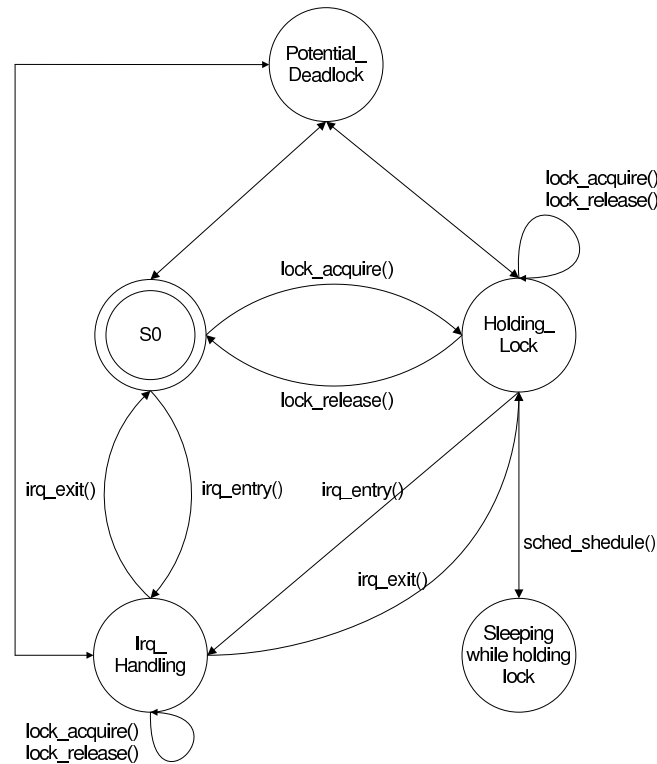 Potential_
Deadlock
lock_acquire()
lock_release()
lock_acquire()
S0
Holding_
Lock
lock_release()
irq_exit()
irq_entry()
irq_entry()
sched_shedule()
irq_exit()
Irq_
Handling
Sleeping
while holding
lock
lock_acquire()
lock_release()